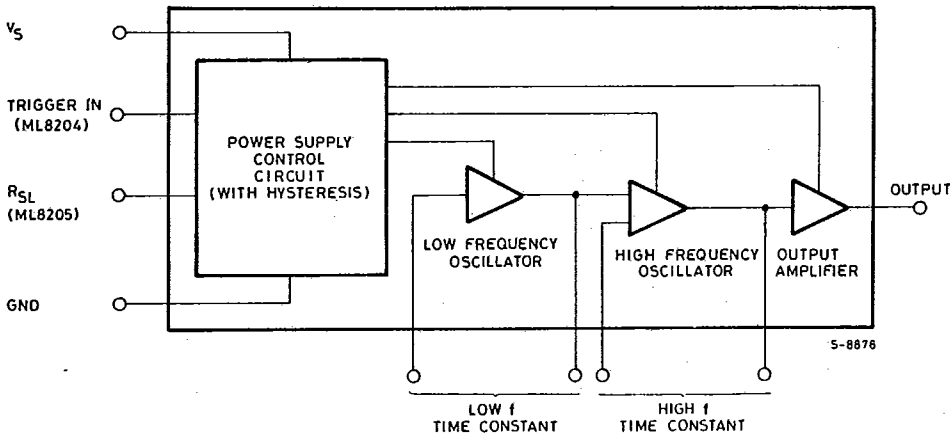 VS
TRIGGER IN
(ML8204)
RSL
(ML8205)
GND
POWER SUPPLY
CONTROL
CIRCUIT
(WITH HYSTERESIS)
LOW FREQUENCY
OSCILLATOR
HIGH FREQUENCY
OSCILLATOR
OUTPUT
AMPLIFIER
OUTPUT
S-8876
LOW f
TIME CONSTANT
HIGH f
TIME CONSTANT